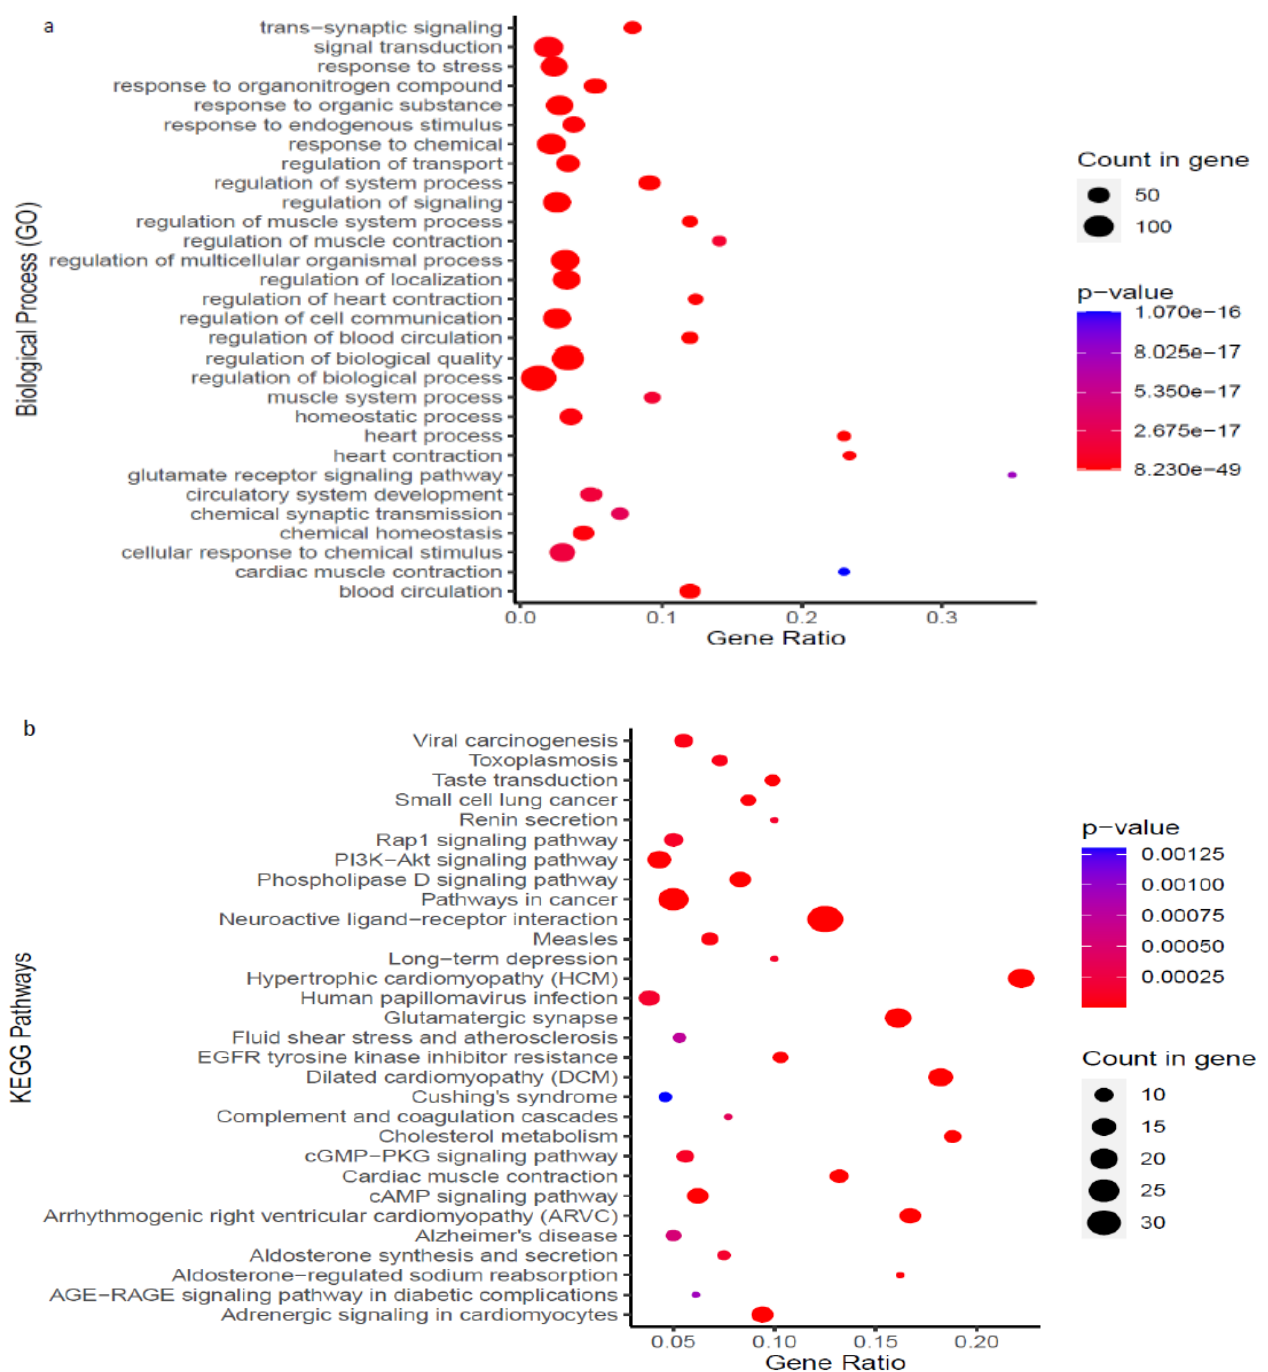 a
Biological Process (GO)
trans−synaptic signaling
signal transduction
response to stress
response to organonitrogen compound
response to organic substance
response to endogenous stimulus
response to chemical
regulation of transport
regulation of system process
regulation of signaling
regulation of muscle system process
regulation of muscle contraction
regulation of multicellular organismal process
regulation of localization
regulation of heart contraction
regulation of cell communication
regulation of blood circulation
regulation of biological quality
regulation of biological process
muscle system process
homeostatic process
heart process
heart contraction
glutamate receptor signaling pathway
circulatory system development
chemical synaptic transmission
chemical homeostasis
cellular response to chemical stimulus
cardiac muscle contraction
blood circulation
0.0 0.1 0.2 0.3
Gene Ratio
Count in gene
50
100
p−value
1.070e−16
8.025e−17
5.350e−17
2.675e−17
8.230e−49
b
KEGG Pathways
Viral carcinogenesis
Toxoplasmosis
Taste transduction
Small cell lung cancer
Renin secretion
Rap1 signaling pathway
PI3K−Akt signaling pathway
Phospholipase D signaling pathway
Pathways in cancer
Neuroactive ligand−receptor interaction
Measles
Long−term depression
Hypertrophic cardiomyopathy (HCM)
Human papillomavirus infection
Glutamatergic synapse
Fluid shear stress and atherosclerosis
EGFR tyrosine kinase inhibitor resistance
Dilated cardiomyopathy (DCM)
Cushing's syndrome
Complement and coagulation cascades
Cholesterol metabolism
cGMP−PKG signaling pathway
Cardiac muscle contraction
cAMP signaling pathway
Arrhythmogenic right ventricular cardiomyopathy (ARVC)
Alzheimer's disease
Aldosterone synthesis and secretion
Aldosterone−regulated sodium reabsorption
AGE−RAGE signaling pathway in diabetic complications
Adrenergic signaling in cardiomyocytes
0.05 0.10 0.15 0.20
Gene Ratio
p−value
0.00125
0.00100
0.00075
0.00050
0.00025
Count in gene
10
15
20
25
30